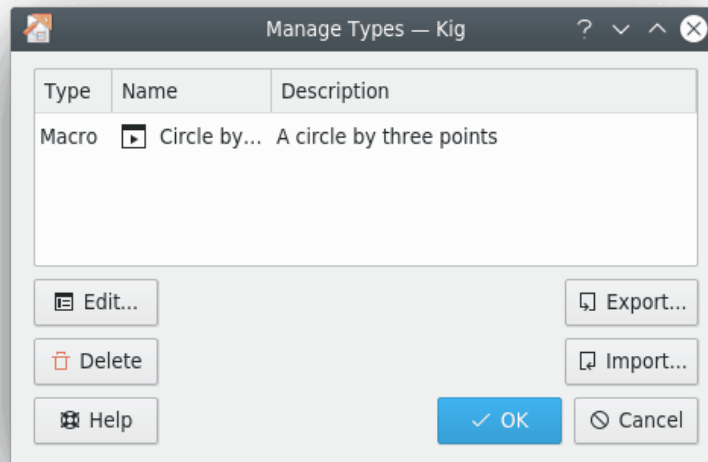 Manage Types — Kig
Type Name Description
Macro Circle by... A circle by three points
Edit... Export...
Delete Import...
Help OK Cancel